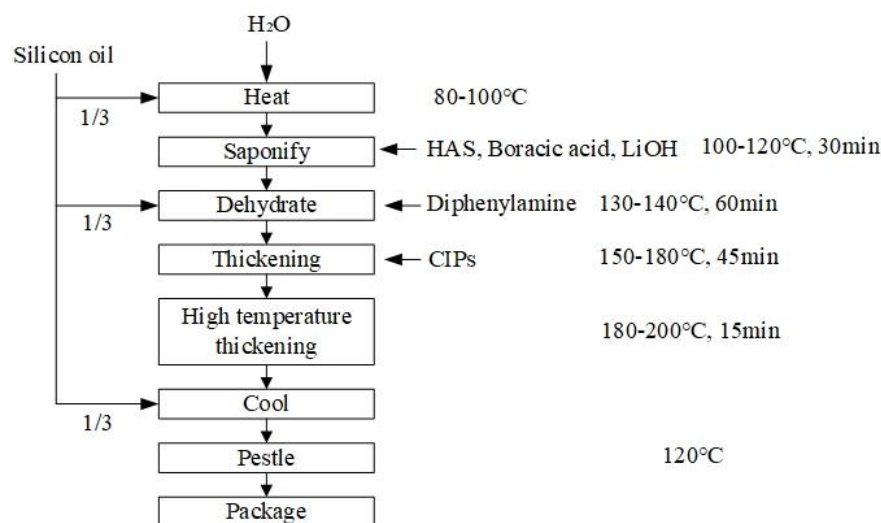 H₂O
Silicon oil
Heat
80-100°C
1/3
Saponify
HAS, Boracic acid, LiOH
100-120°C, 30min
Dehydrate
Diphenylamine
130-140°C, 60min
1/3
Thickening
CIPs
150-180°C, 45min
High temperature
thickening
180-200°C, 15min
Cool
1/3
Pestle
120°C
Package